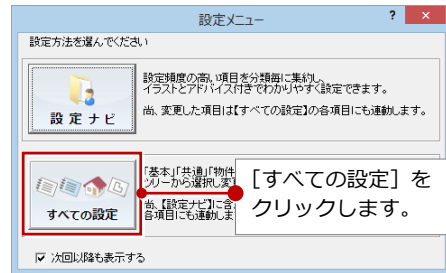 設定メニュー
? ×
設定方法を選んでください
設定ナビ
設定頻度の高い項目を分類毎に集約し、
イラストとアドバイス付きでわかりやすく設定できます。
尚、変更した項目は【すべての設定】の各項目にも連動します。
すべての設定
「基本」「共通」「物件
ツリーから選択し変
尚、【設定ナビ】に含
各項目にも連動しま
[すべての設定] を
クリックします。
次回以降も表示する